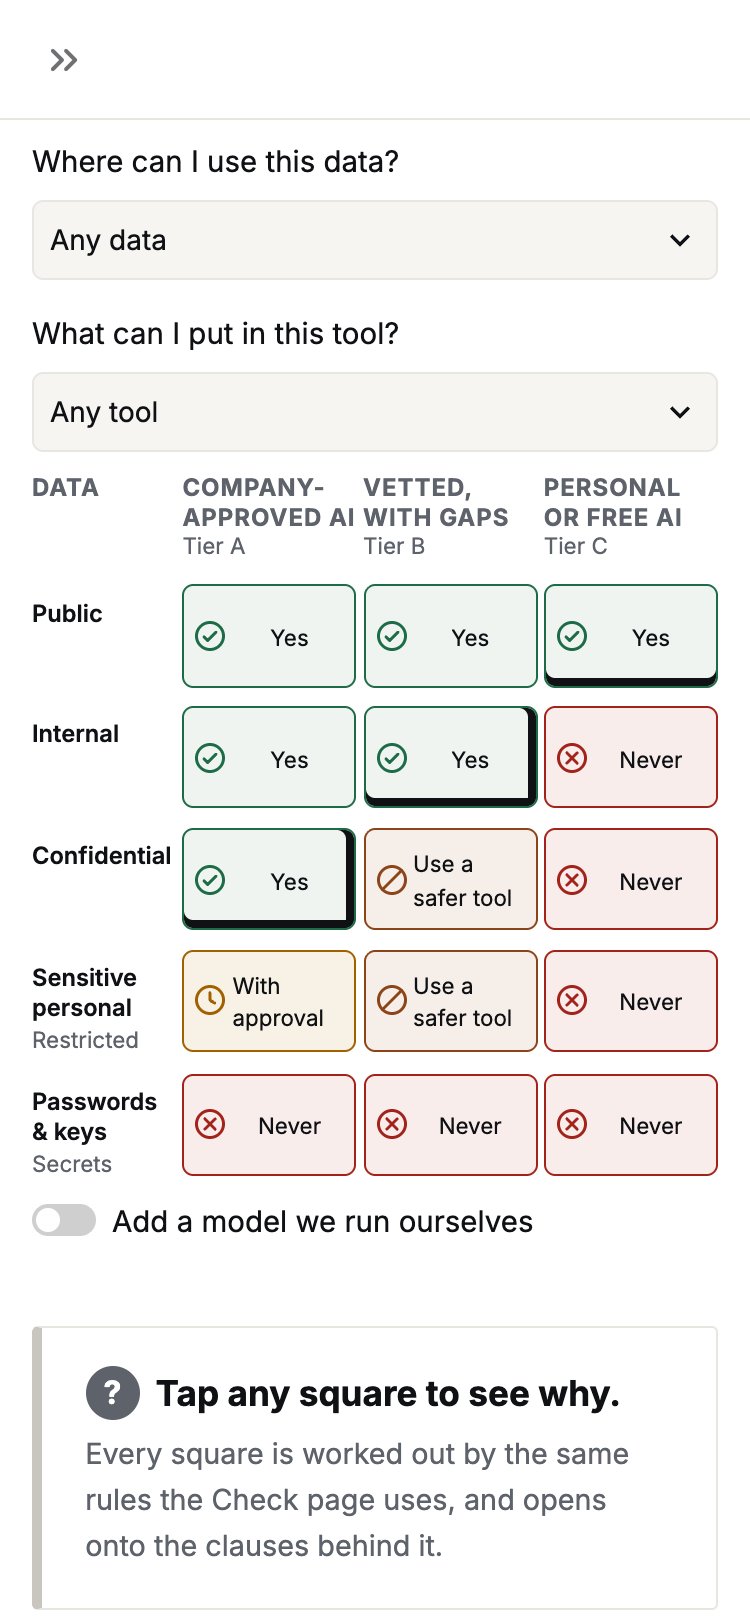 Where can I use this data?
Any data
What can I put in this tool?
Any tool
DATA
COMPANY-
APPROVED AI
Tier A
VETTED,
WITH GAPS
Tier B
PERSONAL
OR FREE AI
Tier C
Public
Yes
Yes
Yes
Internal
Yes
Yes
Never
Confidential
Yes
Use a
safer tool
Never
Sensitive
personal
Restricted
With
approval
Use a
safer tool
Never
Passwords
& keys
Secrets
Never
Never
Never
Add a model we run ourselves
?
Tap any square to see why.
Every square is worked out by the same
rules the Check page uses, and opens
onto the clauses behind it.